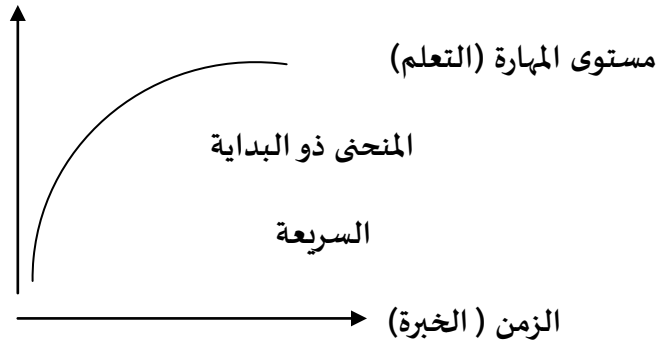 مستوى المهارة (التعلم)
المنحنى ذو البداية
السريعة
الزمن ( الخبرة)